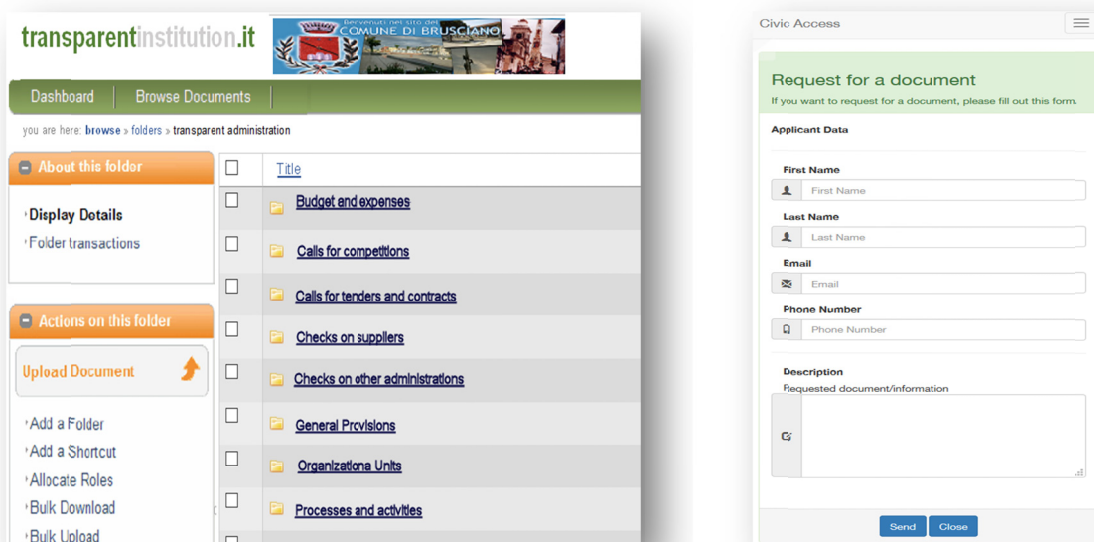 transparentinstitution.it
Benvenuti nel sito del
COMUNE DI BRUSCIANO
Dashboard
Browse Documents
you are here: browse » folders » transparent administration
About this foldor
Display Dotails
Folder transactions
Actions on this folder
Upload Document
Add a Folder
Add a Shortcut
Allocate Roles
Bulk Download
Bulk Upload
Title
Budget and expenses
Calls for competitions
Calls for tenders and contracts
Checks on suppliers
Checks on other administrations
General Provisions
Organizationa Units
Processes and activities
Civic Access
Request for a document
If you want to request for a document, please fill out this form.
Applicant Data
First Name
First Name
Last Name
Last Name
Email
Email
Phone Number
Phone Number
Description
Requested document/information
Send
Close